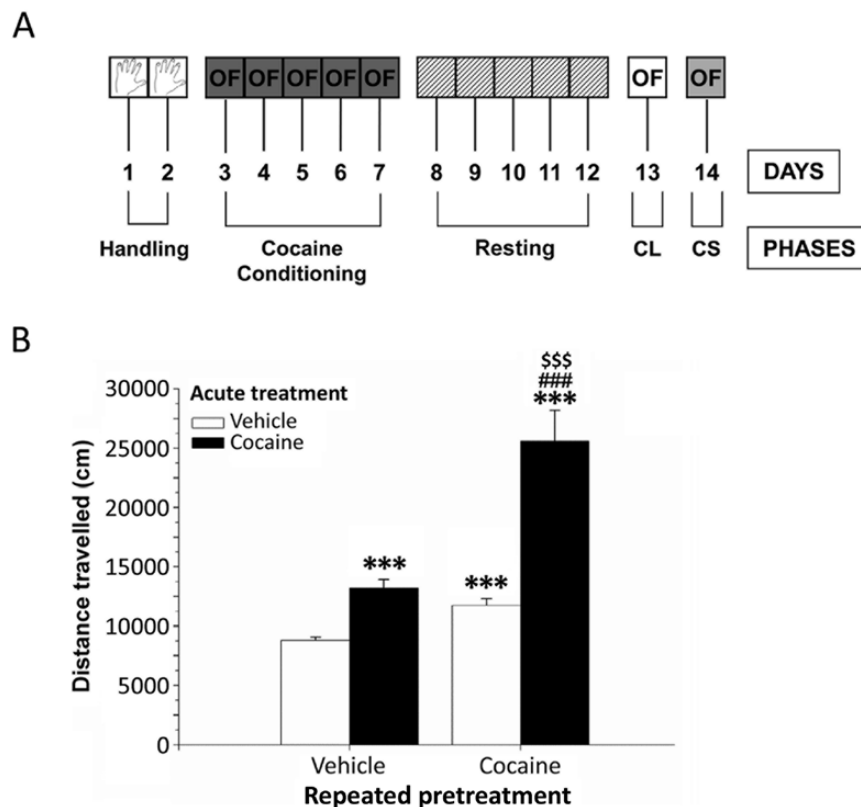 A
OF OF OF OF OF OF OF
1 2 3 4 5 6 7 8 9 10 11 12 13 14 DAYS
Handling Cocaine Conditioning Resting CL CS PHASES
B
$$$
###
***
30000
Acute treatment
Vehicle
Cocaine
25000
20000
15000
*** ***
10000
5000
0
Distance travelled (cm)
Vehicle Cocaine
Repeated pretreatment